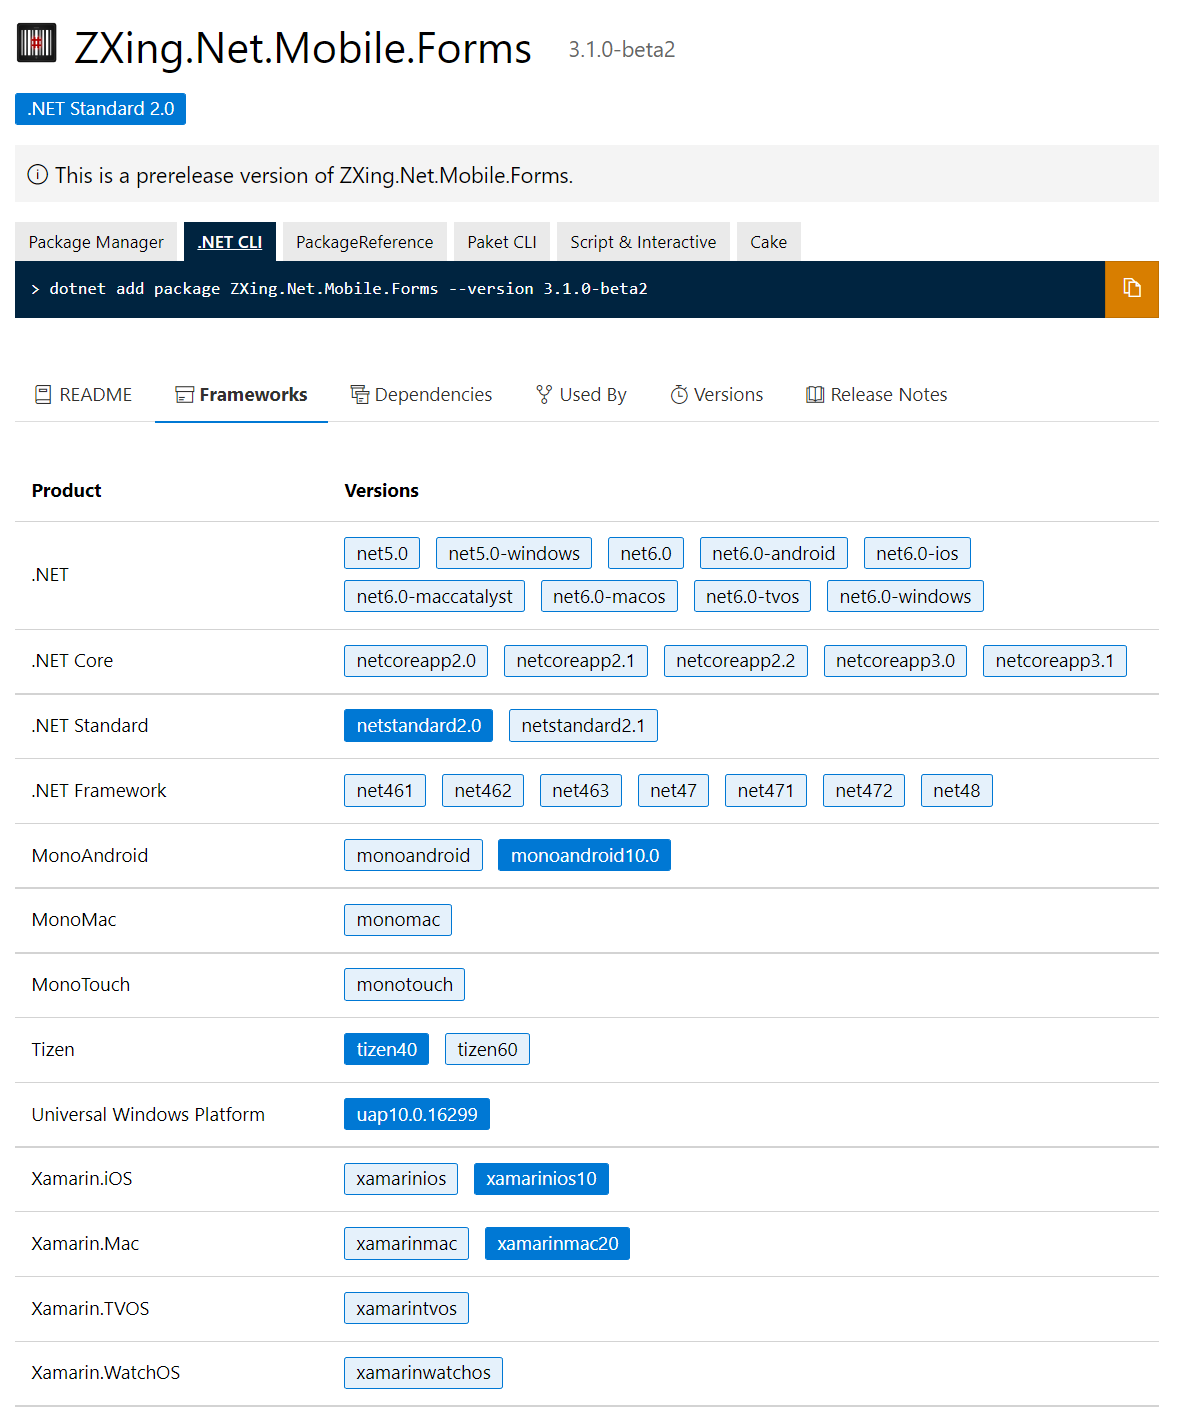 ZXing.Net.Mobile.Forms 3.1.0-beta2
.NET Standard 2.0
This is a prerelease version of ZXing.Net.Mobile.Forms.
Package Manager .NET CLI PackageReference Paket CLI Script & Interactive Cake
> dotnet add package ZXing.Net.Mobile.Forms --version 3.1.0-beta2
README Frameworks Dependencies Used By Versions Release Notes
Product Versions
.NET
net5.0 net5.0-windows net6.0 net6.0-android net6.0-ios
net6.0-maccatalyst net6.0-macos net6.0-tvos net6.0-windows
.NET Core netcoreapp2.0 netcoreapp2.1 netcoreapp2.2 netcoreapp3.0 netcoreapp3.1
.NET Standard netstandard2.0 netstandard2.1
.NET Framework net461 net462 net463 net47 net471 net472 net48
MonoAndroid monoandroid monoandroid10.0
MonoMac monomac
MonoTouch monotouch
Tizen tizen40 tizen60
Universal Windows Platform uap10.0.16299
Xamarin.iOS xamarinios xamarinios10
Xamarin.Mac xamarinmac xamarinmac20
Xamarin.TVOS xamarintvos
Xamarin.WatchOS xamarinwatchos